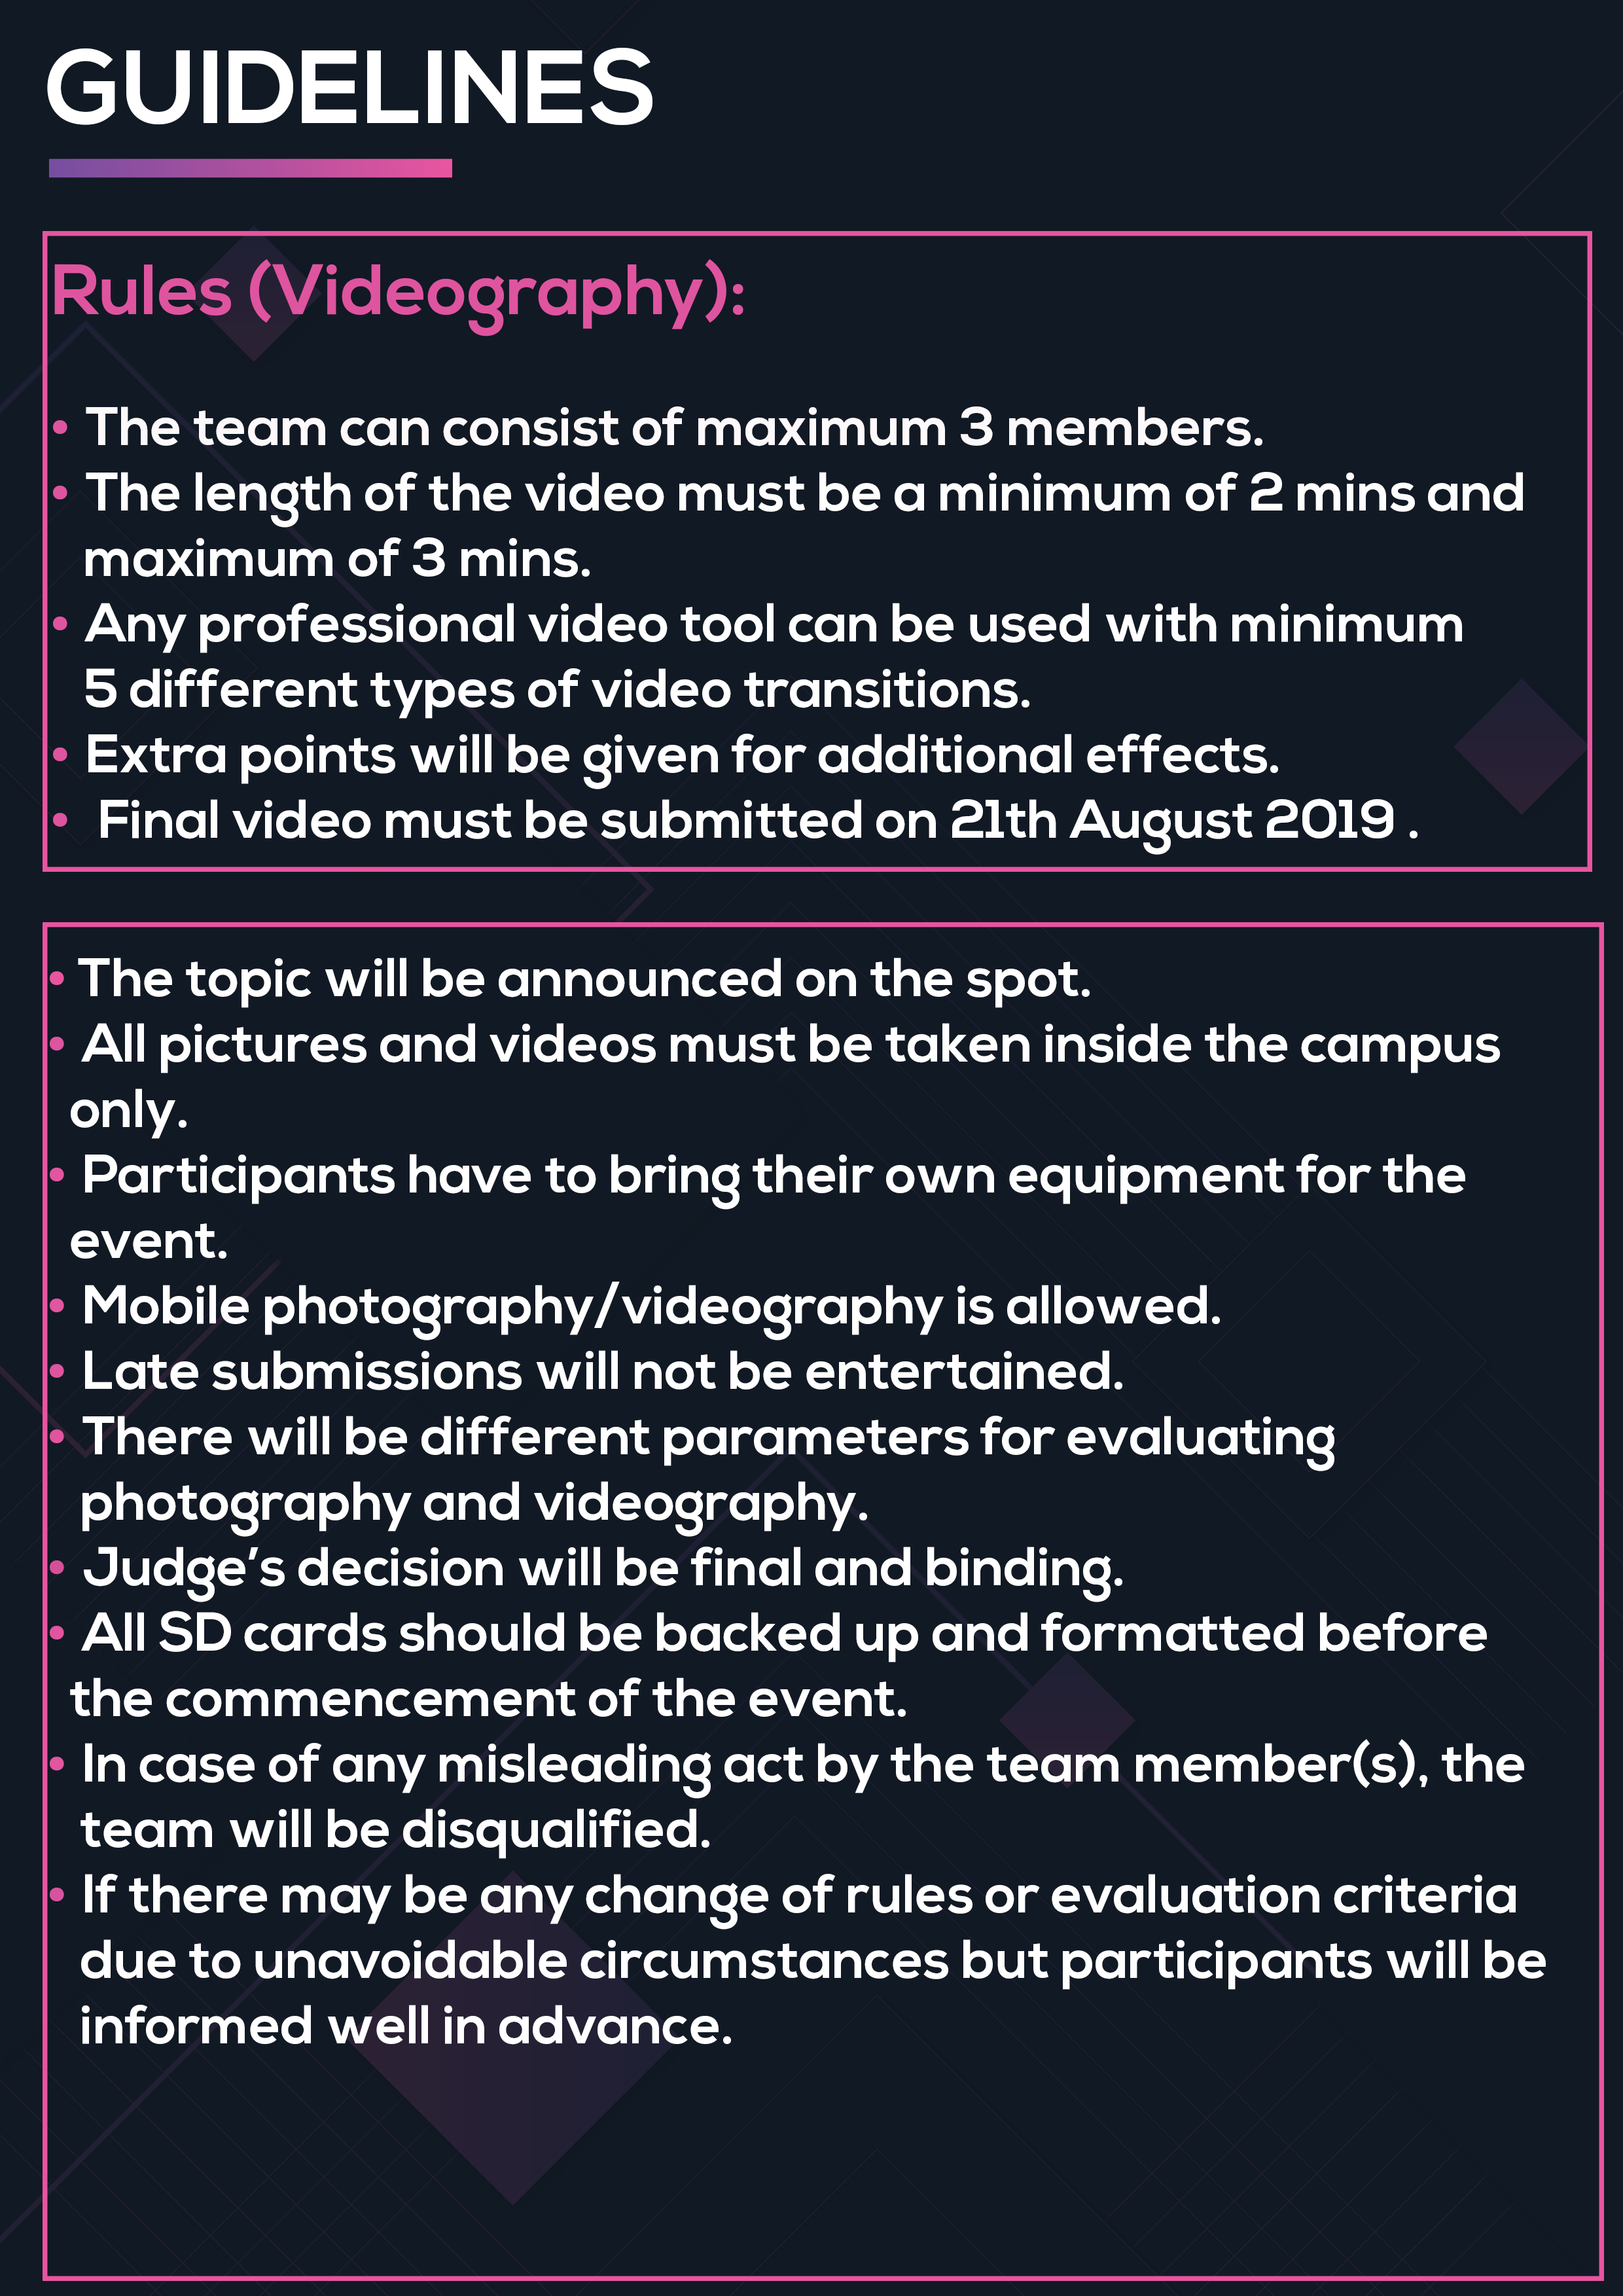 GUIDELINES
Rules (Videography):
• The team can consist of maximum 3 members.
• The length of the video must be a minimum of 2 mins and
maximum of 3 mins.
• Any professional video tool can be used with minimum
5 different types of video transitions.
• Extra points will be given for additional effects.
• Final video must be submitted on 21th August 2019 .
• The topic will be announced on the spot.
• All pictures and videos must be taken inside the campus
only.
• Participants have to bring their own equipment for the
event.
• Mobile photography/videography is allowed.
• Late submissions will not be entertained.
• There will be different parameters for evaluating
photography and videography.
• Judge’s decision will be final and binding.
• All SD cards should be backed up and formatted before
the commencement of the event.
• In case of any misleading act by the team member(s), the
team will be disqualified.
• If there may be any change of rules or evaluation criteria
due to unavoidable circumstances but participants will be
informed well in advance.